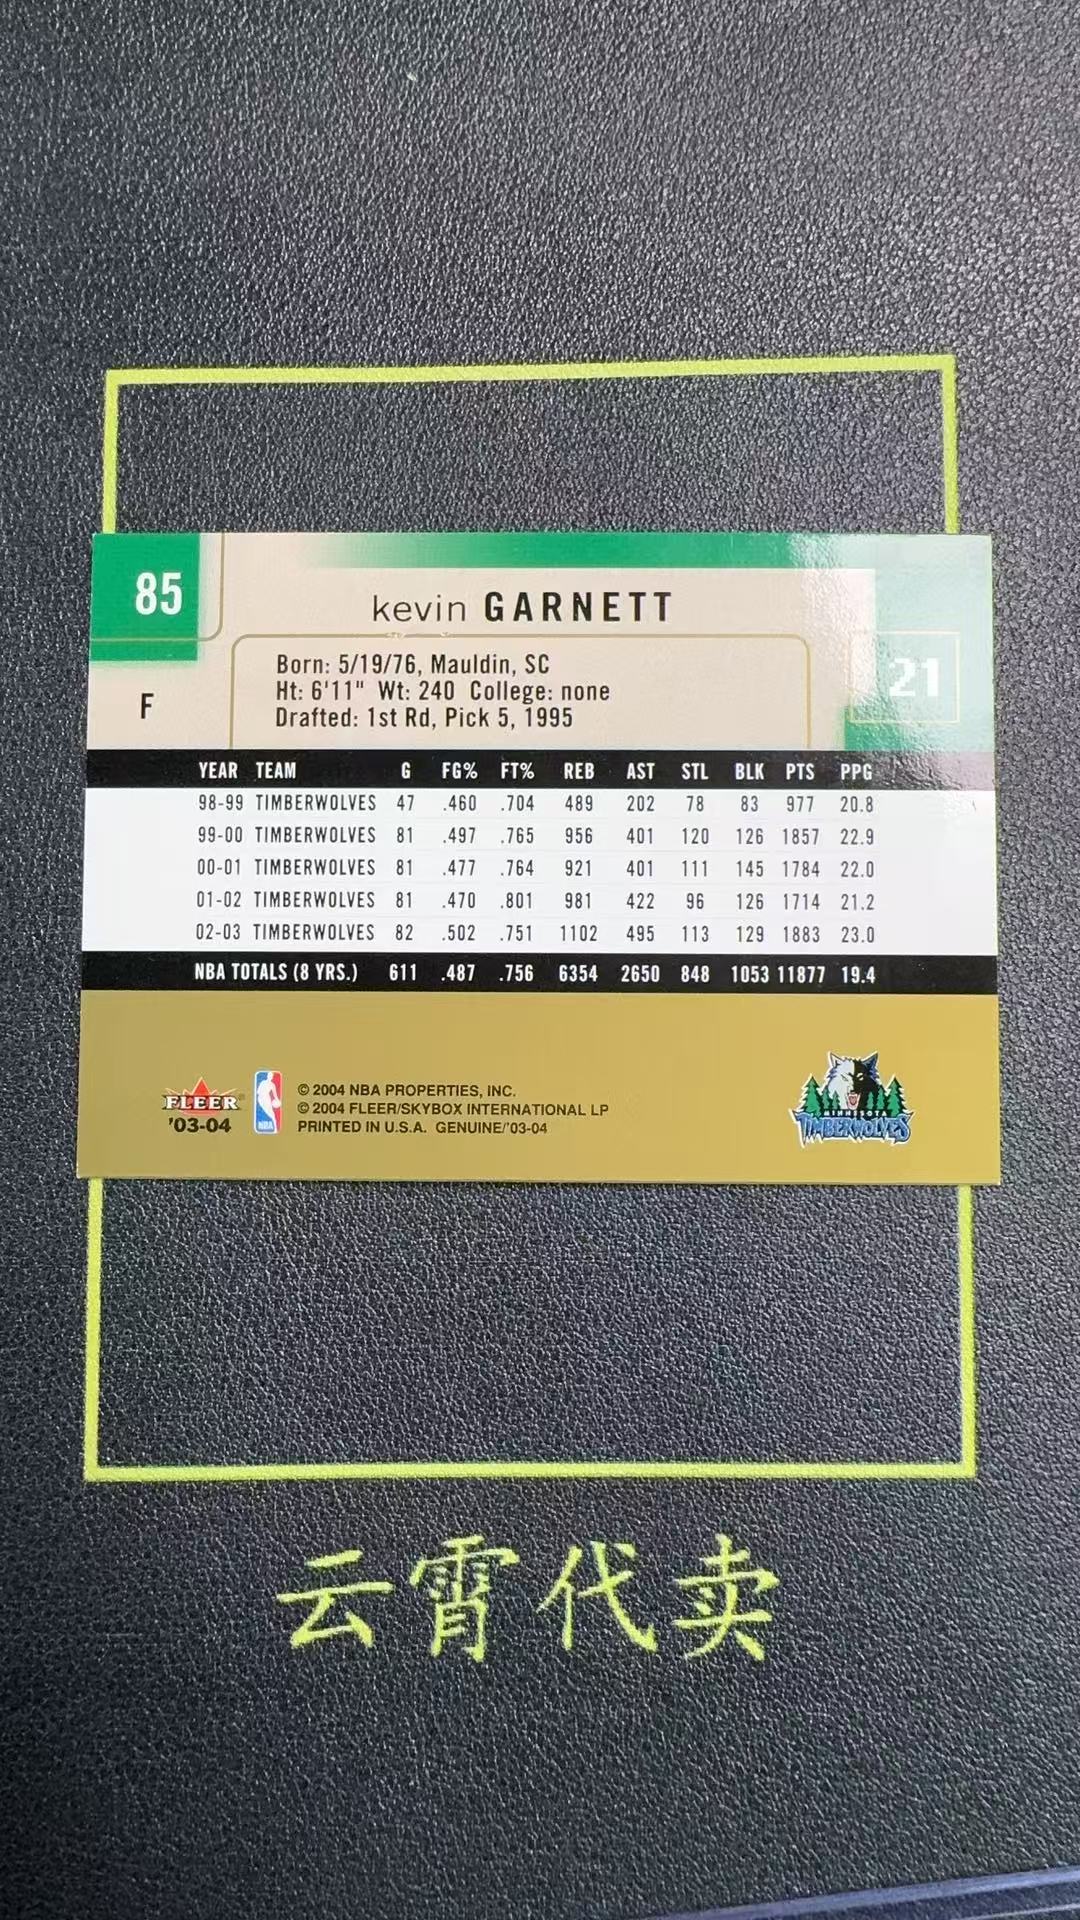 85
kevin GARNETT
Born: 5/19/76, Mauldin, SC
Ht: 6'11" Wt: 240 College: none
Drafted: 1st Rd, Pick 5, 1995
F
21
YEAR TEAM G FG% FT% REB AST STL BLK PTS PPG
98-99 TIMBERWOLVES 47 .460 .704 489 202 78 83 977 20.8
99-00 TIMBERWOLVES 81 .497 .765 956 401 120 126 1857 22.9
00-01 TIMBERWOLVES 81 .477 .764 921 401 111 145 1784 22.0
01-02 TIMBERWOLVES 81 .470 .801 981 422 96 126 1714 21.2
02-03 TIMBERWOLVES 82 .502 .751 1102 495 113 129 1883 23.0
NBA TOTALS (8 YRS.) 611 .487 .756 6354 2650 848 1053 11877 19.4
FLEER
'03-04
NBA
© 2004 NBA PROPERTIES, INC.
© 2004 FLEER/SKYBOX INTERNATIONAL LP
PRINTED IN U.S.A. GENUINE/'03-04
MINNESOTA
TIMBERWOLVES
云霄代卖